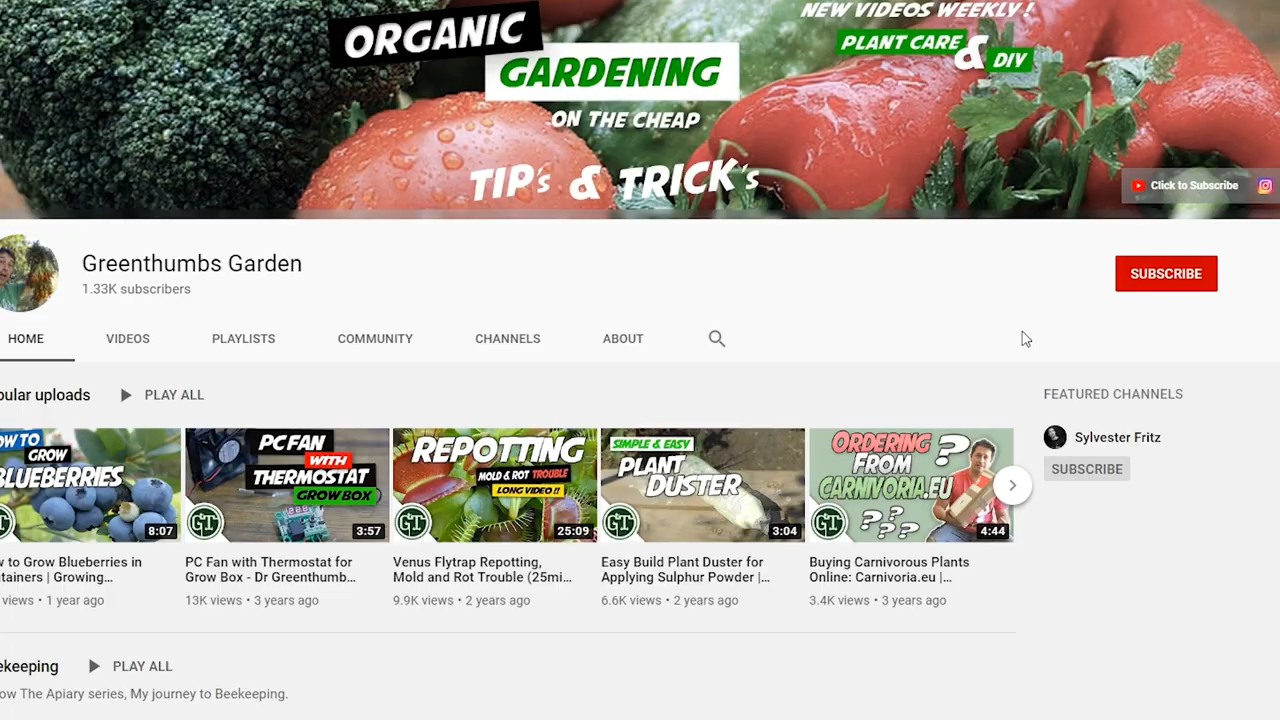 ORGANIC
GARDENING
ON THE CHEAP
TIP's & TRICK's
NEW VIDEOS WEEKLY!
PLANT CARE & DIY
Click to Subscribe
Greenthumbs Garden
1.33K subscribers
SUBSCRIBE
HOME VIDEOS PLAYLISTS COMMUNITY CHANNELS ABOUT
uploads PLAY ALL
FEATURED CHANNELS
Sylvester Fritz
SUBSCRIBE
TO
GROW
BLUEBERRIES
8:07
PC FAN
WITH
THERMOSTAT
GROW BOX
GT
3:57
REPOTTING
MOLD & ROT TROUBLE
LONG VIDEO !!
GT
25:09
SIMPLE & EASY
PLANT
DUSTER
GT
3:04
ORDERING ?
FROM
CARNIVORIA.EU
???
GT
4:44
to Grow Blueberries in
| Growing...
views • 1 year ago
PC Fan with Thermostat for
Grow Box - Dr Greenthumb...
13K views • 3 years ago
Venus Flytrap Repotting,
Mold and Rot Trouble (25mi...
9.9K views • 2 years ago
Easy Build Plant Duster for
Applying Sulphur Powder |...
6.6K views • 2 years ago
Buying Carnivorous Plants
Online: Carnivoria.eu |...
3.4K views • 3 years ago
PLAY ALL
The Apiary series, My journey to Beekeeping.